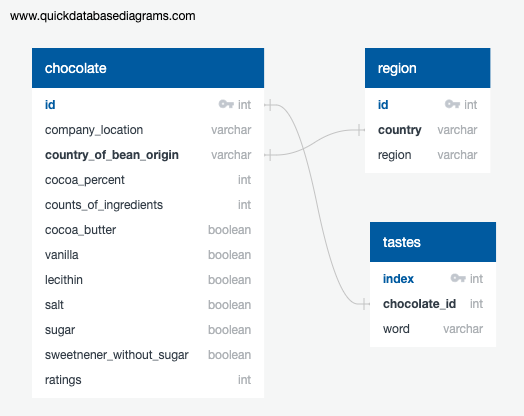 www.quickdatabasediagrams.com
chocolate
id int
company_location varchar
country_of_bean_origin varchar
cocoa_percent int
counts_of_ingredients int
cocoa_butter boolean
vanilla boolean
lecithin boolean
salt boolean
sugar boolean
sweetnener_without_sugar boolean
ratings int
region
id int
country varchar
region varchar
tastes
index int
chocolate_id int
word varchar